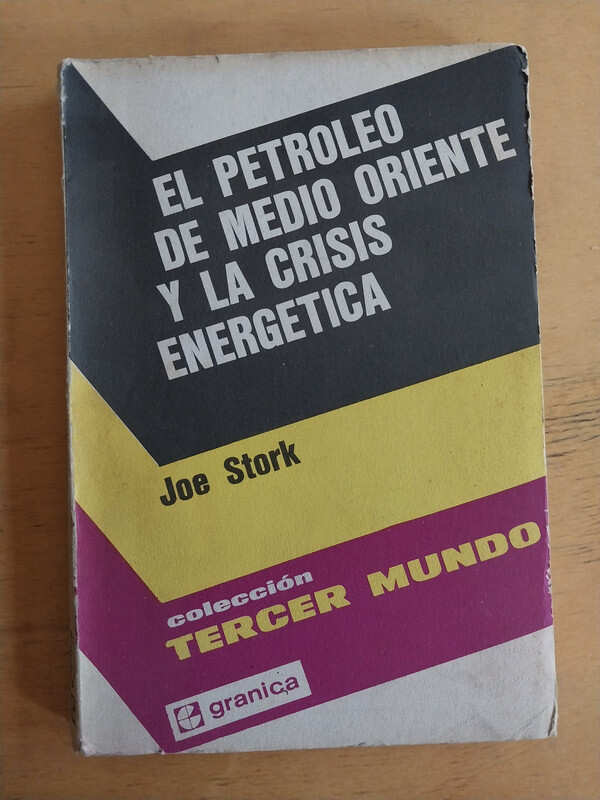 EL PETROLEO
DE MEDIO ORIENTE
Y LA CRISIS
ENERGETICA
Joe Stork
colección
TERCER MUNDO
granica